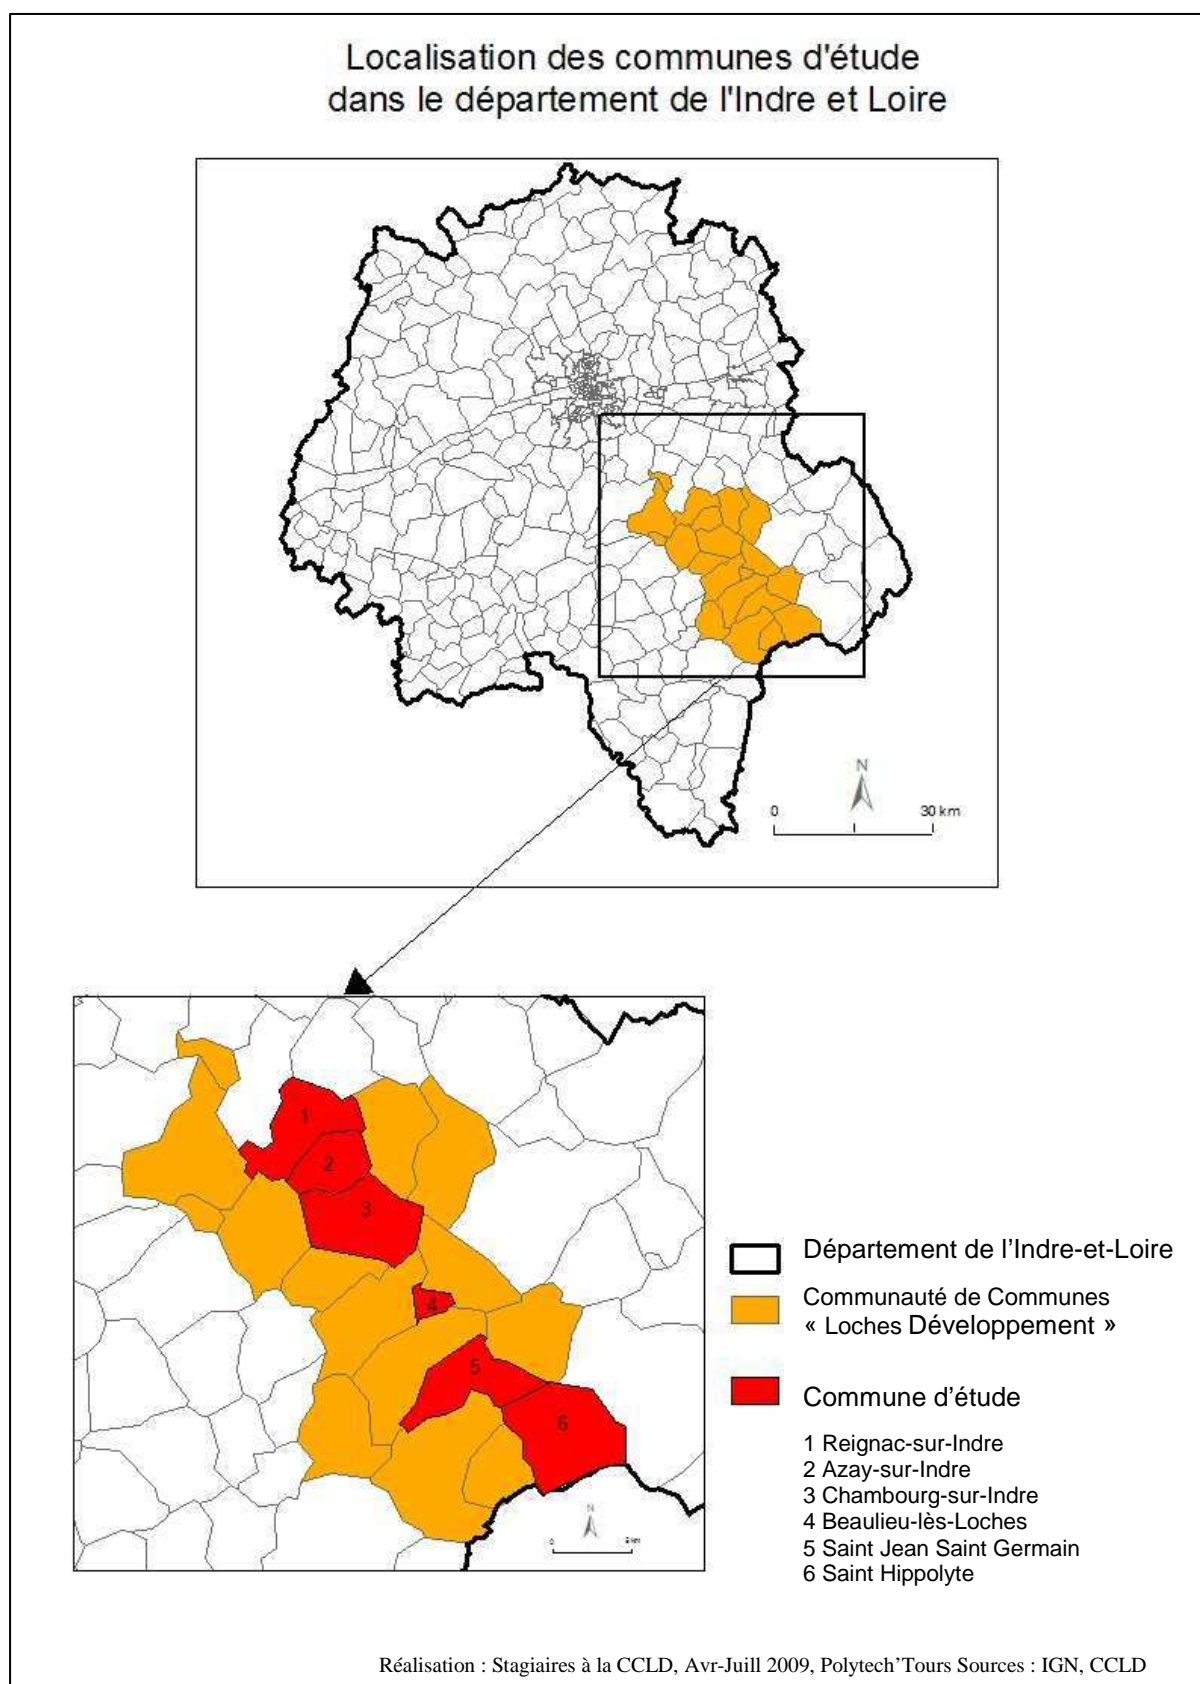 Localisation des communes d'étude
dans le département de l'Indre et Loire
N
0 30 km
1
2
3
4
5
6
N
0
Département de l'Indre-et-Loire
Communauté de Communes
« Loches Développement »
Commune d'étude
1 Reignac-sur-Indre
2 Azay-sur-Indre
3 Chambourg-sur-Indre
4 Beaulieu-lès-Loches
5 Saint Jean Saint Germain
6 Saint Hippolyte
Réalisation : Stagiaires à la CCLD, Avr-Juill 2009, Polytech'Tours Sources : IGN, CCLD